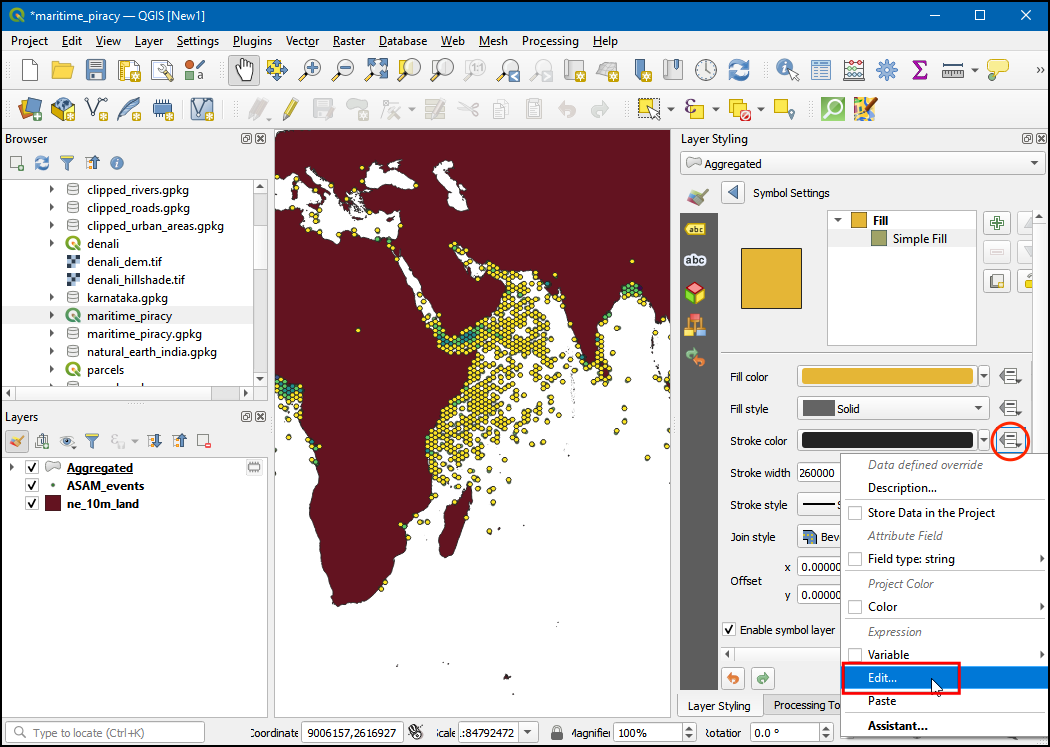 *maritime_piracy — QGIS [New1]
Project Edit View Layer Settings Plugins Vector Raster Database Web Mesh Processing Help
Browser
clipped_rivers.gpkg
clipped_roads.gpkg
clipped_urban_areas.gpkg
denali
denali_dem.tif
denali_hillshade.tif
karnataka.gpkg
maritime_piracy
maritime_piracy.gpkg
natural_earth_india.gpkg
parcels
Layers
Aggregated
ASAM_events
ne_10m_land
Layer Styling
Aggregated
Symbol Settings
abc
abc
Fill
Simple Fill
Fill color
Fill style Solid
Stroke color
Stroke width 260000
Stroke style
Join style Bev
Offset
x 0.0000
y 0.0000
Enable symbol layer
Data defined override
Description...
Store Data in the Project
Attribute Field
Field type: string
Project Color
Color
Expression
Variable
Edit...
Paste
Assistant...
Layer Styling Processing To
Type to locate (Ctrl+K) Coordinate 9006157,2616927 Scale .:84792472 Magnifier 100% Rotation 0.0 °